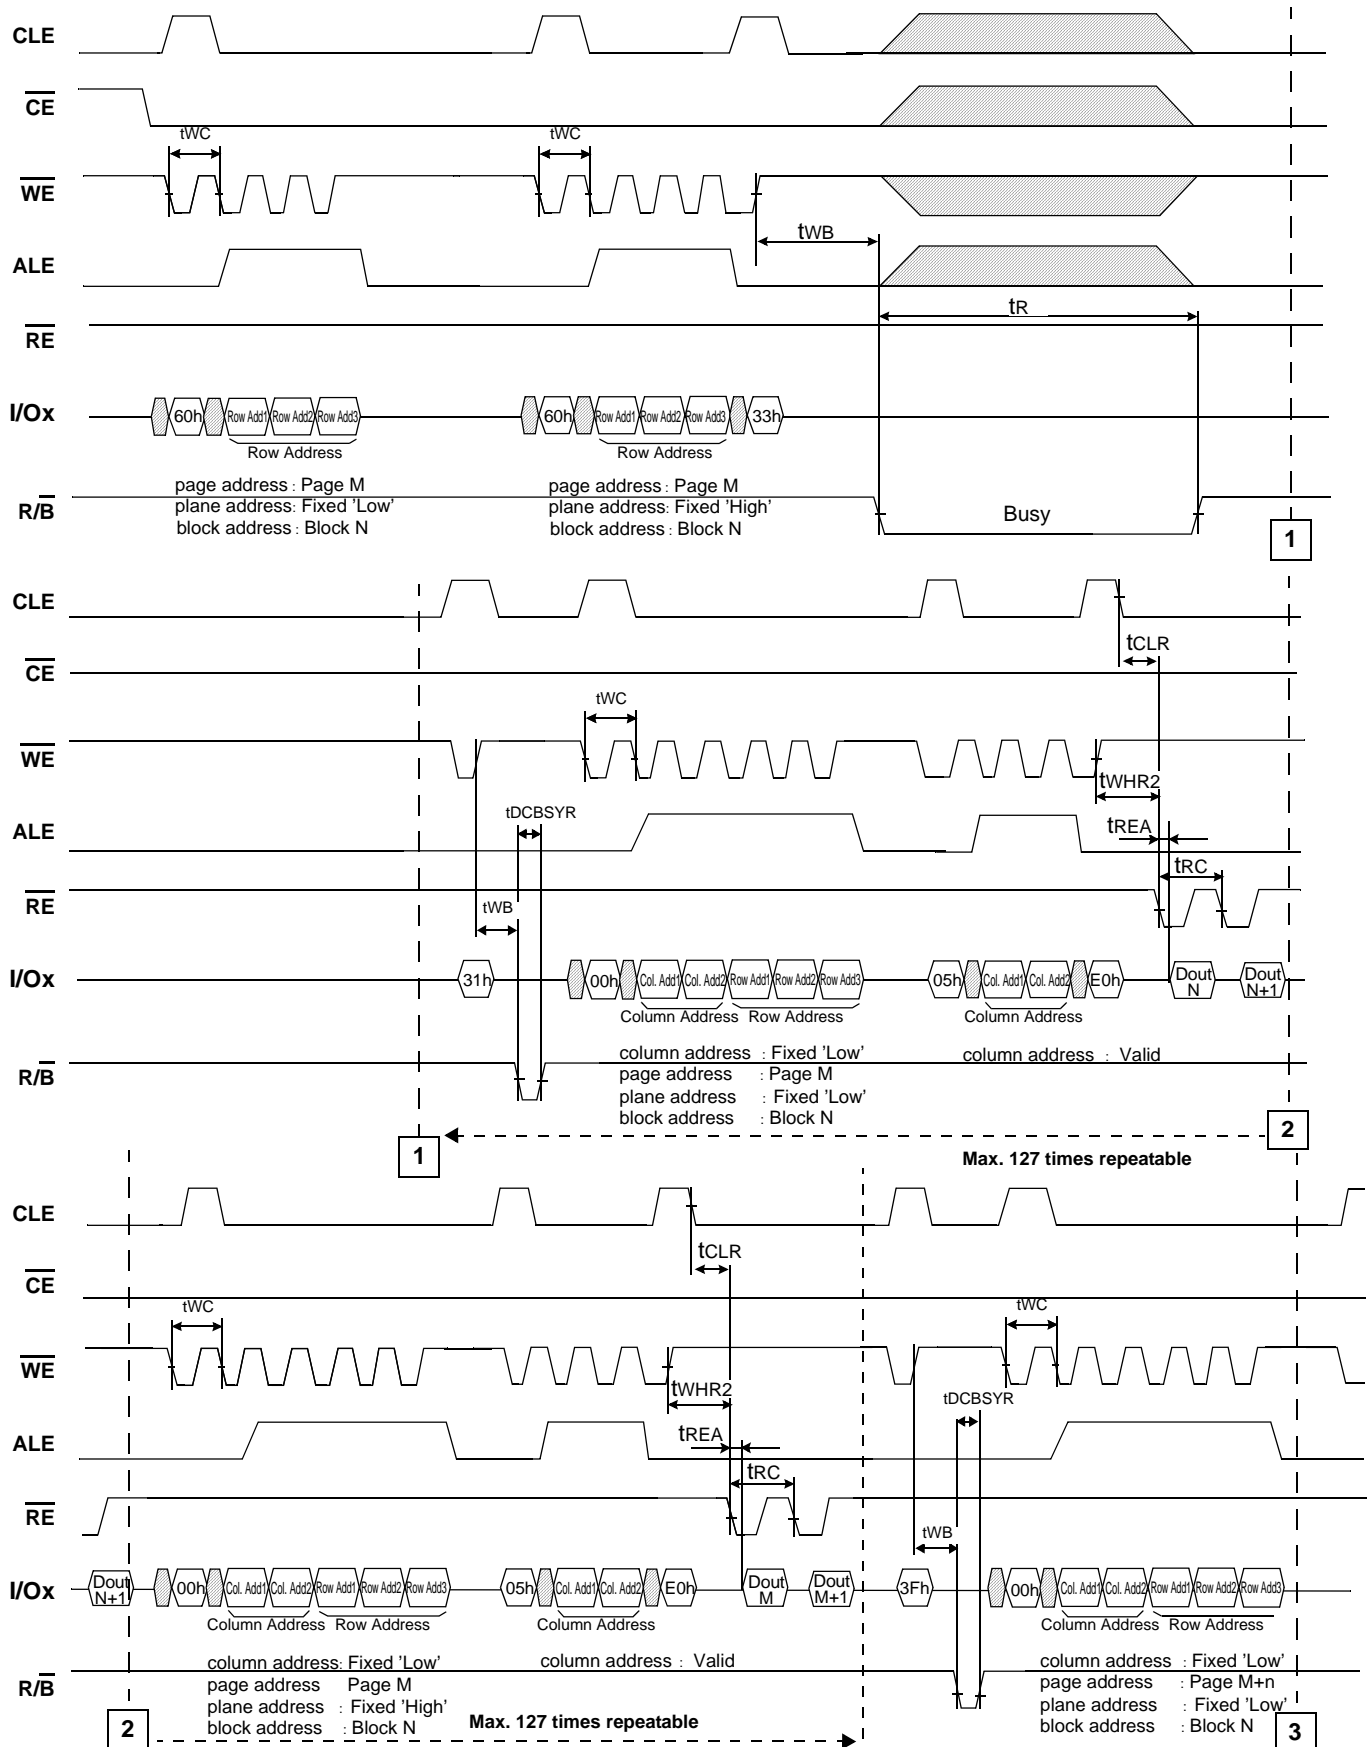 CLE
CE
tWC tWC
WE
tWB
ALE
tR
RE
I/Ox 60h Row Add1 Row Add2 Row Add3 60h Row Add1 Row Add2 Row Add3 33h
Row Address Row Address
page address : Page M page address : Page M
R/B plane address: Fixed 'Low' plane address: Fixed 'High' Busy
block address : Block N block address : Block N
1
CLE
tCLR
CE
tWC
WE
tWHR2
tDCBSYR
ALE tREA
tRC
RE
tWB
I/Ox 31h 00h Col. Add1 Col. Add2 Row Add1 Row Add2 Row Add3 05h Col. Add1 Col. Add2 E0h Dout N Dout N+1
Column Address Row Address Column Address
column address : Fixed 'Low' column address : Valid
R/B page address : Page M
plane address : Fixed 'Low'
block address : Block N
1 2
Max. 127 times repeatable
CLE
tCLR
CE
tWC tWC
WE
tWHR2 tDCBSYR
ALE tREA
tRC
RE
tWB
I/Ox Dout N+1 00h Col. Add1 Col. Add2 Row Add1 Row Add2 Row Add3 05h Col. Add1 Col. Add2 E0h Dout M Dout M+1 3Fh 00h Col. Add1 Col. Add2 Row Add1 Row Add2 Row Add3
Column Address Row Address Column Address Column Address Row Address
column address: Fixed 'Low' column address : Valid column address : Fixed 'Low'
R/B page address Page M page address : Page M+n
plane address : Fixed 'High' plane address : Fixed 'Low'
block address : Block N block address : Block N
2 Max. 127 times repeatable 3